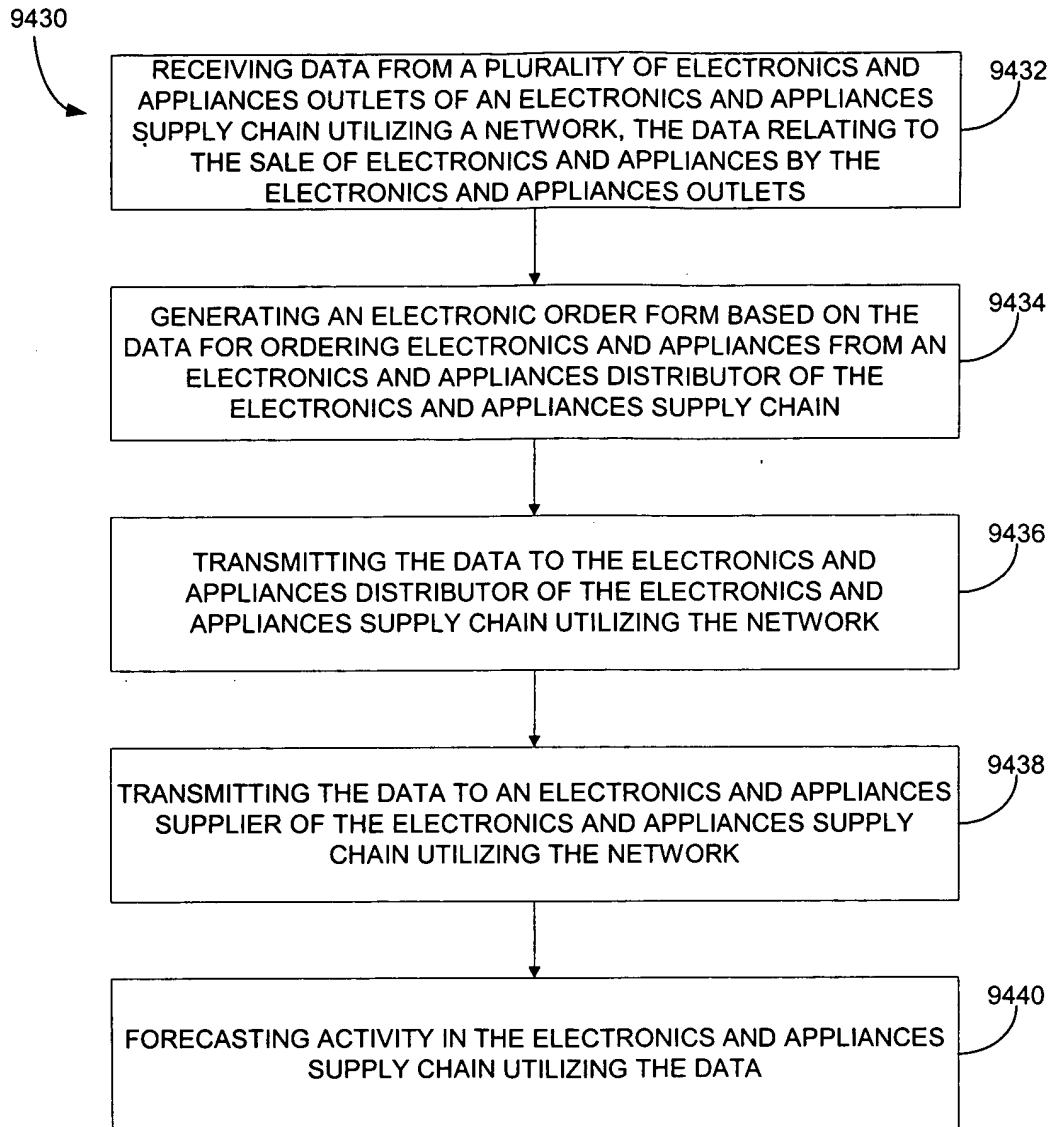 9430
RECEIVING DATA FROM A PLURALITY OF ELECTRONICS AND
APPLIANCES OUTLETS OF AN ELECTRONICS AND APPLIANCES
SUPPLY CHAIN UTILIZING A NETWORK, THE DATA RELATING TO
THE SALE OF ELECTRONICS AND APPLIANCES BY THE
ELECTRONICS AND APPLIANCES OUTLETS
9432
GENERATING AN ELECTRONIC ORDER FORM BASED ON THE
DATA FOR ORDERING ELECTRONICS AND APPLIANCES FROM AN
ELECTRONICS AND APPLIANCES DISTRIBUTOR OF THE
ELECTRONICS AND APPLIANCES SUPPLY CHAIN
9434
TRANSMITTING THE DATA TO THE ELECTRONICS AND
APPLIANCES DISTRIBUTOR OF THE ELECTRONICS AND
APPLIANCES SUPPLY CHAIN UTILIZING THE NETWORK
9436
TRANSMITTING THE DATA TO AN ELECTRONICS AND APPLIANCES
SUPPLIER OF THE ELECTRONICS AND APPLIANCES SUPPLY
CHAIN UTILIZING THE NETWORK
9438
FORECASTING ACTIVITY IN THE ELECTRONICS AND APPLIANCES
SUPPLY CHAIN UTILIZING THE DATA
9440